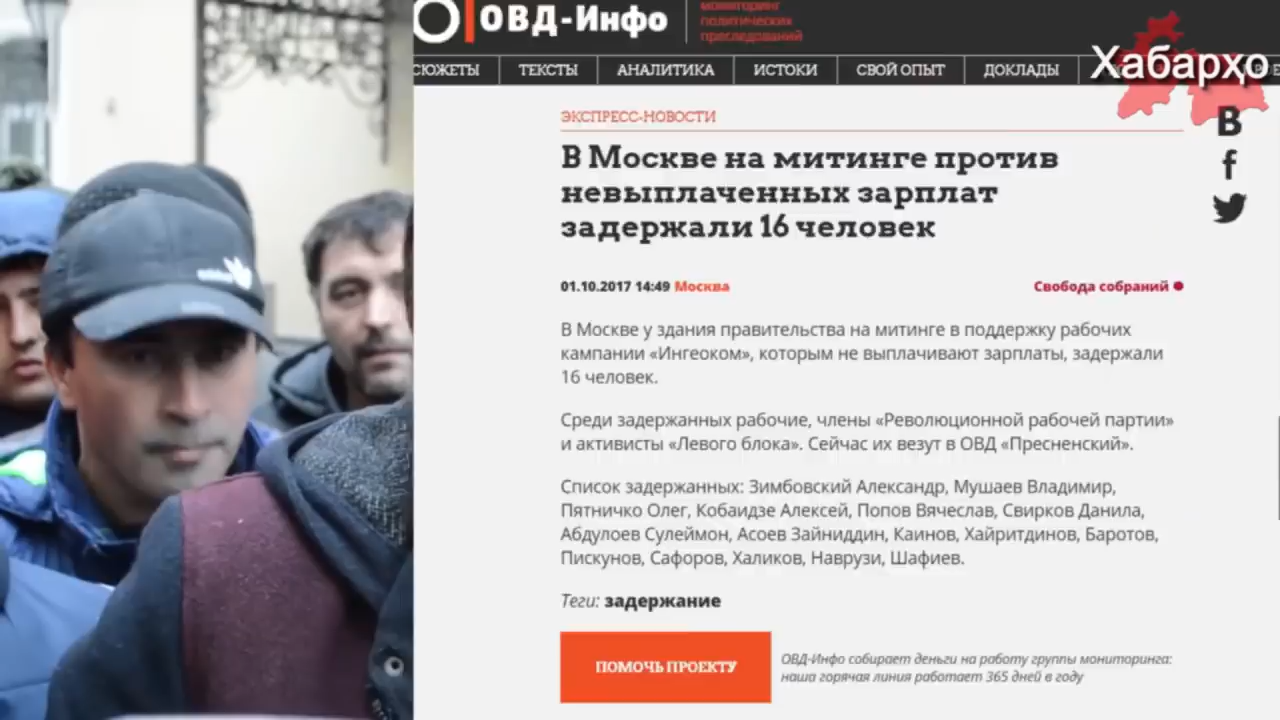 ОВД-Инфо
мониторинг
политических
преследований
СЮЖЕТЫ ТЕКСТЫ АНАЛИТИКА ИСТОКИ СВОЙ ОПЫТ ДОКЛАДЫ
Хабарҳо
ЭКСПРЕСС-НОВОСТИ
В Москве на митинге против
невыплаченных зарплат
задержали 16 человек
01.10.2017 14:49 Москва
Свобода собраний
В Москве у здания правительства на митинге в поддержку рабочих
кампании «Ингеоком», которым не выплачивают зарплаты, задержали
16 человек.
Среди задержанных рабочие, члены «Революционной рабочей партии»
и активисты «Левого блока». Сейчас их везут в ОВД «Пресненский».
Список задержанных: Зимбовский Александр, Мушаев Владимир,
Пятничко Олег, Кобаидзе Алексей, Попов Вячеслав, Свирков Данила,
Абдулоев Сулеймон, Асоев Зайниддин, Каинов, Хайритдинов, Баротов,
Пискунов, Сафоров, Халиков, Наврузи, Шафиев.
Теги: задержание
ПОМОЧЬ ПРОЕКТУ
ОВД-Инфо собирает деньги на работу группы мониторинга:
наша горячая линия работает 365 дней в году